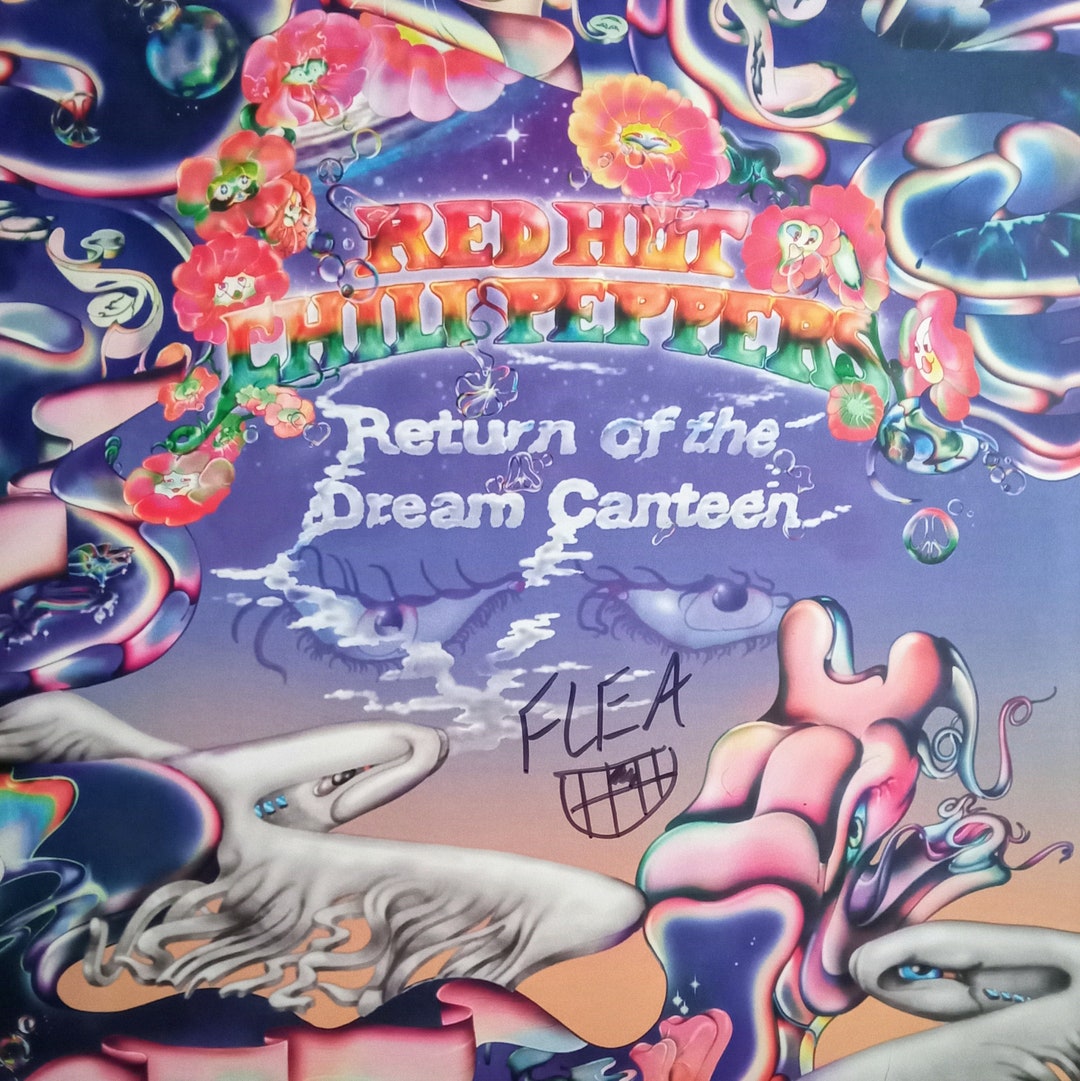 RED HOT
CHILI PEPPERS
Return of the
Dream Canteen
FLEA